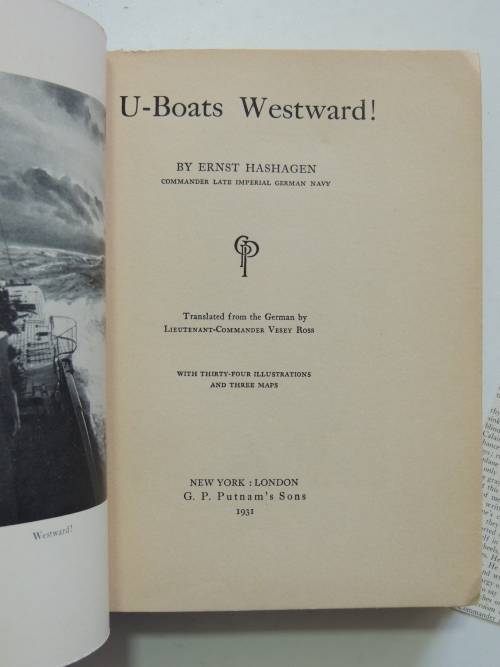 U-Boats Westward!
BY ERNST HASHAGEN
COMMANDER LATE IMPERIAL GERMAN NAVY
GPP
Translated from the German by
LIEUTENANT-COMMANDER VESEY ROSS
WITH THIRTY-FOUR ILLUSTRATIONS
AND THREE MAPS
NEW YORK : LONDON
G. P. Putnam's Sons
1931
Westward!